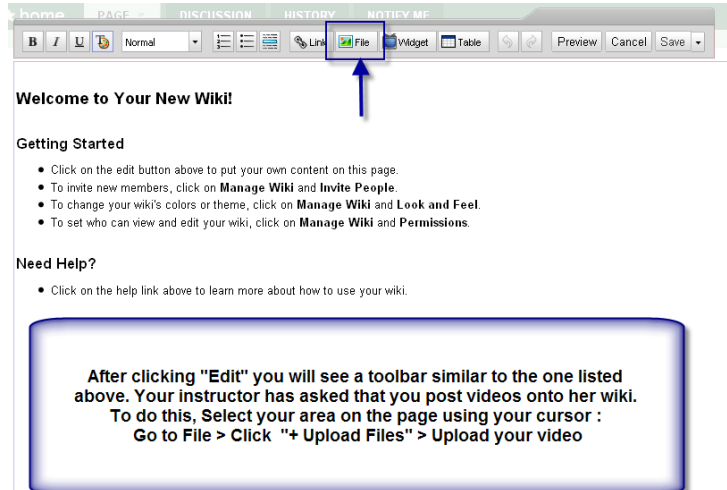 home PAGE DISCUSSION HISTORY NOTIFY ME
B I U Normal Link File Widget Table Preview Cancel Save
Welcome to Your New Wiki!
Getting Started
Click on the edit button above to put your own content on this page.
To invite new members, click on Manage Wiki and Invite People.
To change your wiki's colors or theme, click on Manage Wiki and Look and Feel.
To set who can view and edit your wiki, click on Manage Wiki and Permissions.
Need Help?
Click on the help link above to learn more about how to use your wiki.
After clicking "Edit" you will see a toolbar similar to the one listed
above. Your instructor has asked that you post videos onto her wiki.
To do this, Select your area on the page using your cursor :
Go to File > Click "+ Upload Files" > Upload your video